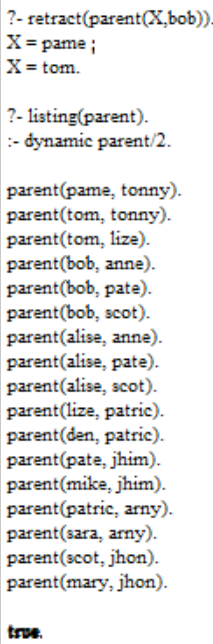 ?- retract(parent(X,bob)).
X = pame ;
X = tom.
?- listing(parent).
:- dynamic parent/2.
parent(pame, tonny).
parent(tom, tonny).
parent(tom, lize).
parent(bob, anne).
parent(bob, pate).
parent(bob, scot).
parent(alise, anne).
parent(alise, pate).
parent(alise, scot).
parent(lize, patric).
parent(den, patric).
parent(pate, jhim).
parent(mike, jhim).
parent(patric, arny).
parent(sara, arny).
parent(scot, jhon).
parent(mary, jhon).
true.